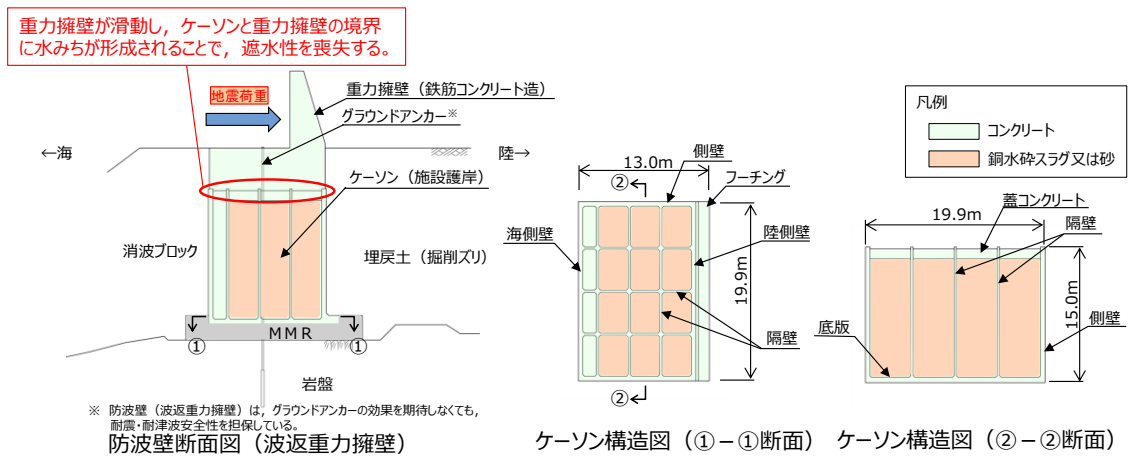 重力擁壁が滑動し，ケーソンと重力擁壁の境界
に水みちが形成されることで，遮水性を喪失する。
地震荷重
重力擁壁（鉄筋コンクリート造）
グラウンドアンカー※
←海
陸→
ケーソン（施設護岸）
消波ブロック
埋戻土（掘削ズリ）
MMR
①
①
岩盤
※ 防波壁（波返重力擁壁）は，グラウンドアンカーの効果を期待しなくても，
耐震・耐津波安全性を担保している。
防波壁断面図（波返重力擁壁）
13.0m
②
側壁
フーチング
海側壁
陸側壁
19.9m
隔壁
②
ケーソン構造図（①－①断面）
凡例
コンクリート
銅水砕スラグ又は砂
蓋コンクリート
19.9m
隔壁
15.0m
底版
側壁
ケーソン構造図（②－②断面）